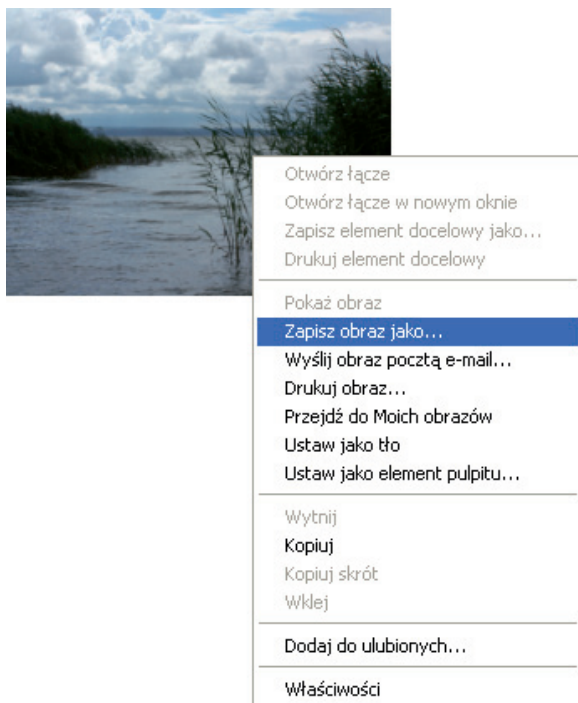 Otwórz łącze
Otwórz łącze w nowym oknie
Zapisz element docelowy jako...
Drukuj element docelowy
Pokaż obraz
Zapisz obraz jako...
Wyślij obraz pocztą e-mail...
Drukuj obraz...
Przejdź do Moich obrazów
Ustaw jako tło
Ustaw jako element pulpitu...
Wytnij
Kopiuj
Kopiuj skrót
Wklej
Dodaj do ulubionych...
Właściwości